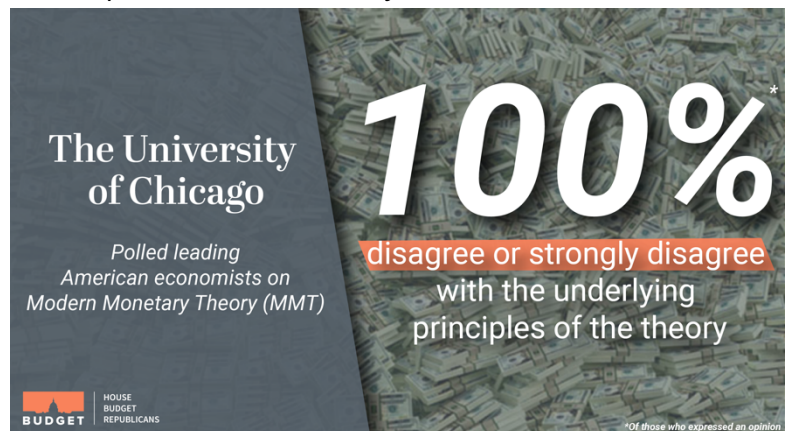 The University
of Chicago
Polled leading
American economists on
Modern Monetary Theory (MMT)
100%*
disagree or strongly disagree
with the underlying
principles of the theory
BUDGET
HOUSE
BUDGET
REPUBLICANS
*Of those who expressed an opinion